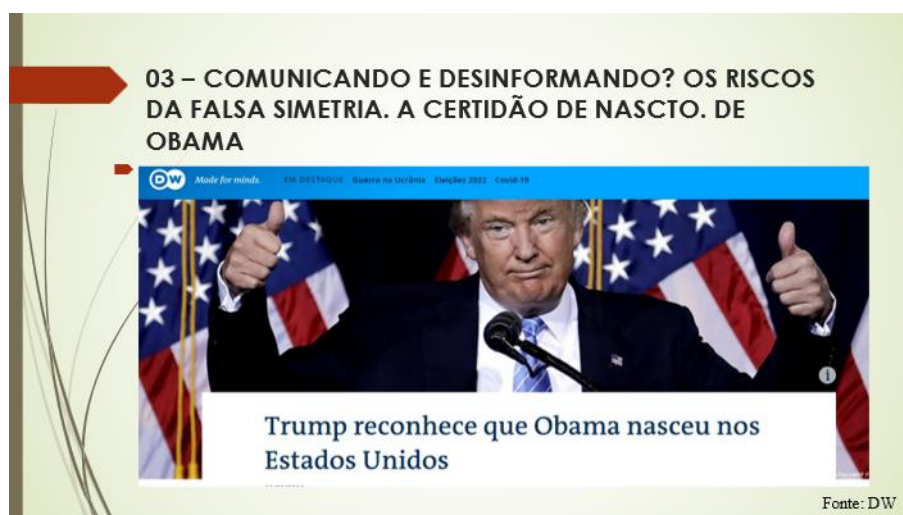 03 – COMUNICANDO E DESINFORMANDO? OS RISCOS
DA FALSA SIMETRIA. A CERTIDÃO DE NASCTO. DE
OBAMA
DW Made for minds. EM DESTAQUE Guerra na Ucrânia Eleições 2022 Covid-19
i
Trump reconhece que Obama nasceu nos
Estados Unidos
Fonte: DW